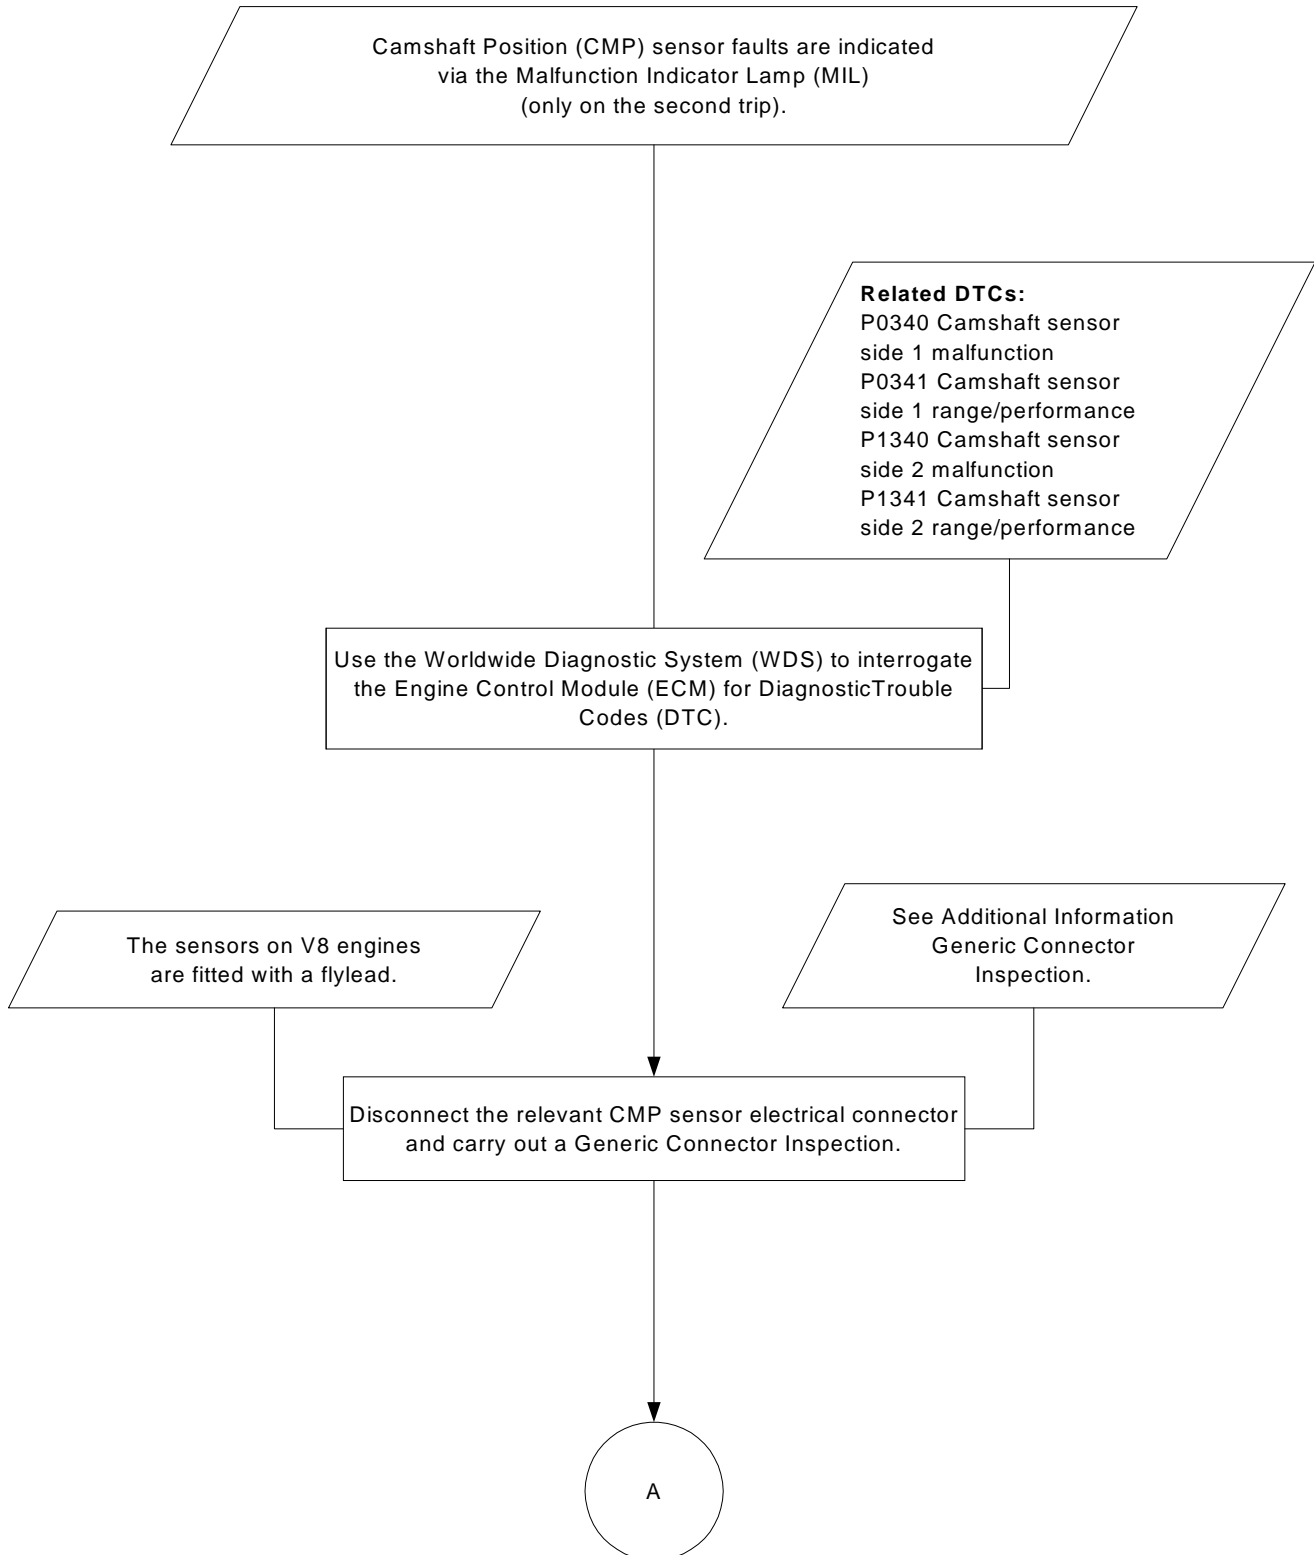 Camshaft Position (CMP) sensor faults are indicated
via the Malfunction Indicator Lamp (MIL)
(only on the second trip).
Related DTCs:
P0340 Camshaft sensor
side 1 malfunction
P0341 Camshaft sensor
side 1 range/performance
P1340 Camshaft sensor
side 2 malfunction
P1341 Camshaft sensor
side 2 range/performance
Use the Worldwide Diagnostic System (WDS) to interrogate
the Engine Control Module (ECM) for DiagnosticTrouble
Codes (DTC).
The sensors on V8 engines
are fitted with a flylead.
See Additional Information
Generic Connector
Inspection.
Disconnect the relevant CMP sensor electrical connector
and carry out a Generic Connector Inspection.
A